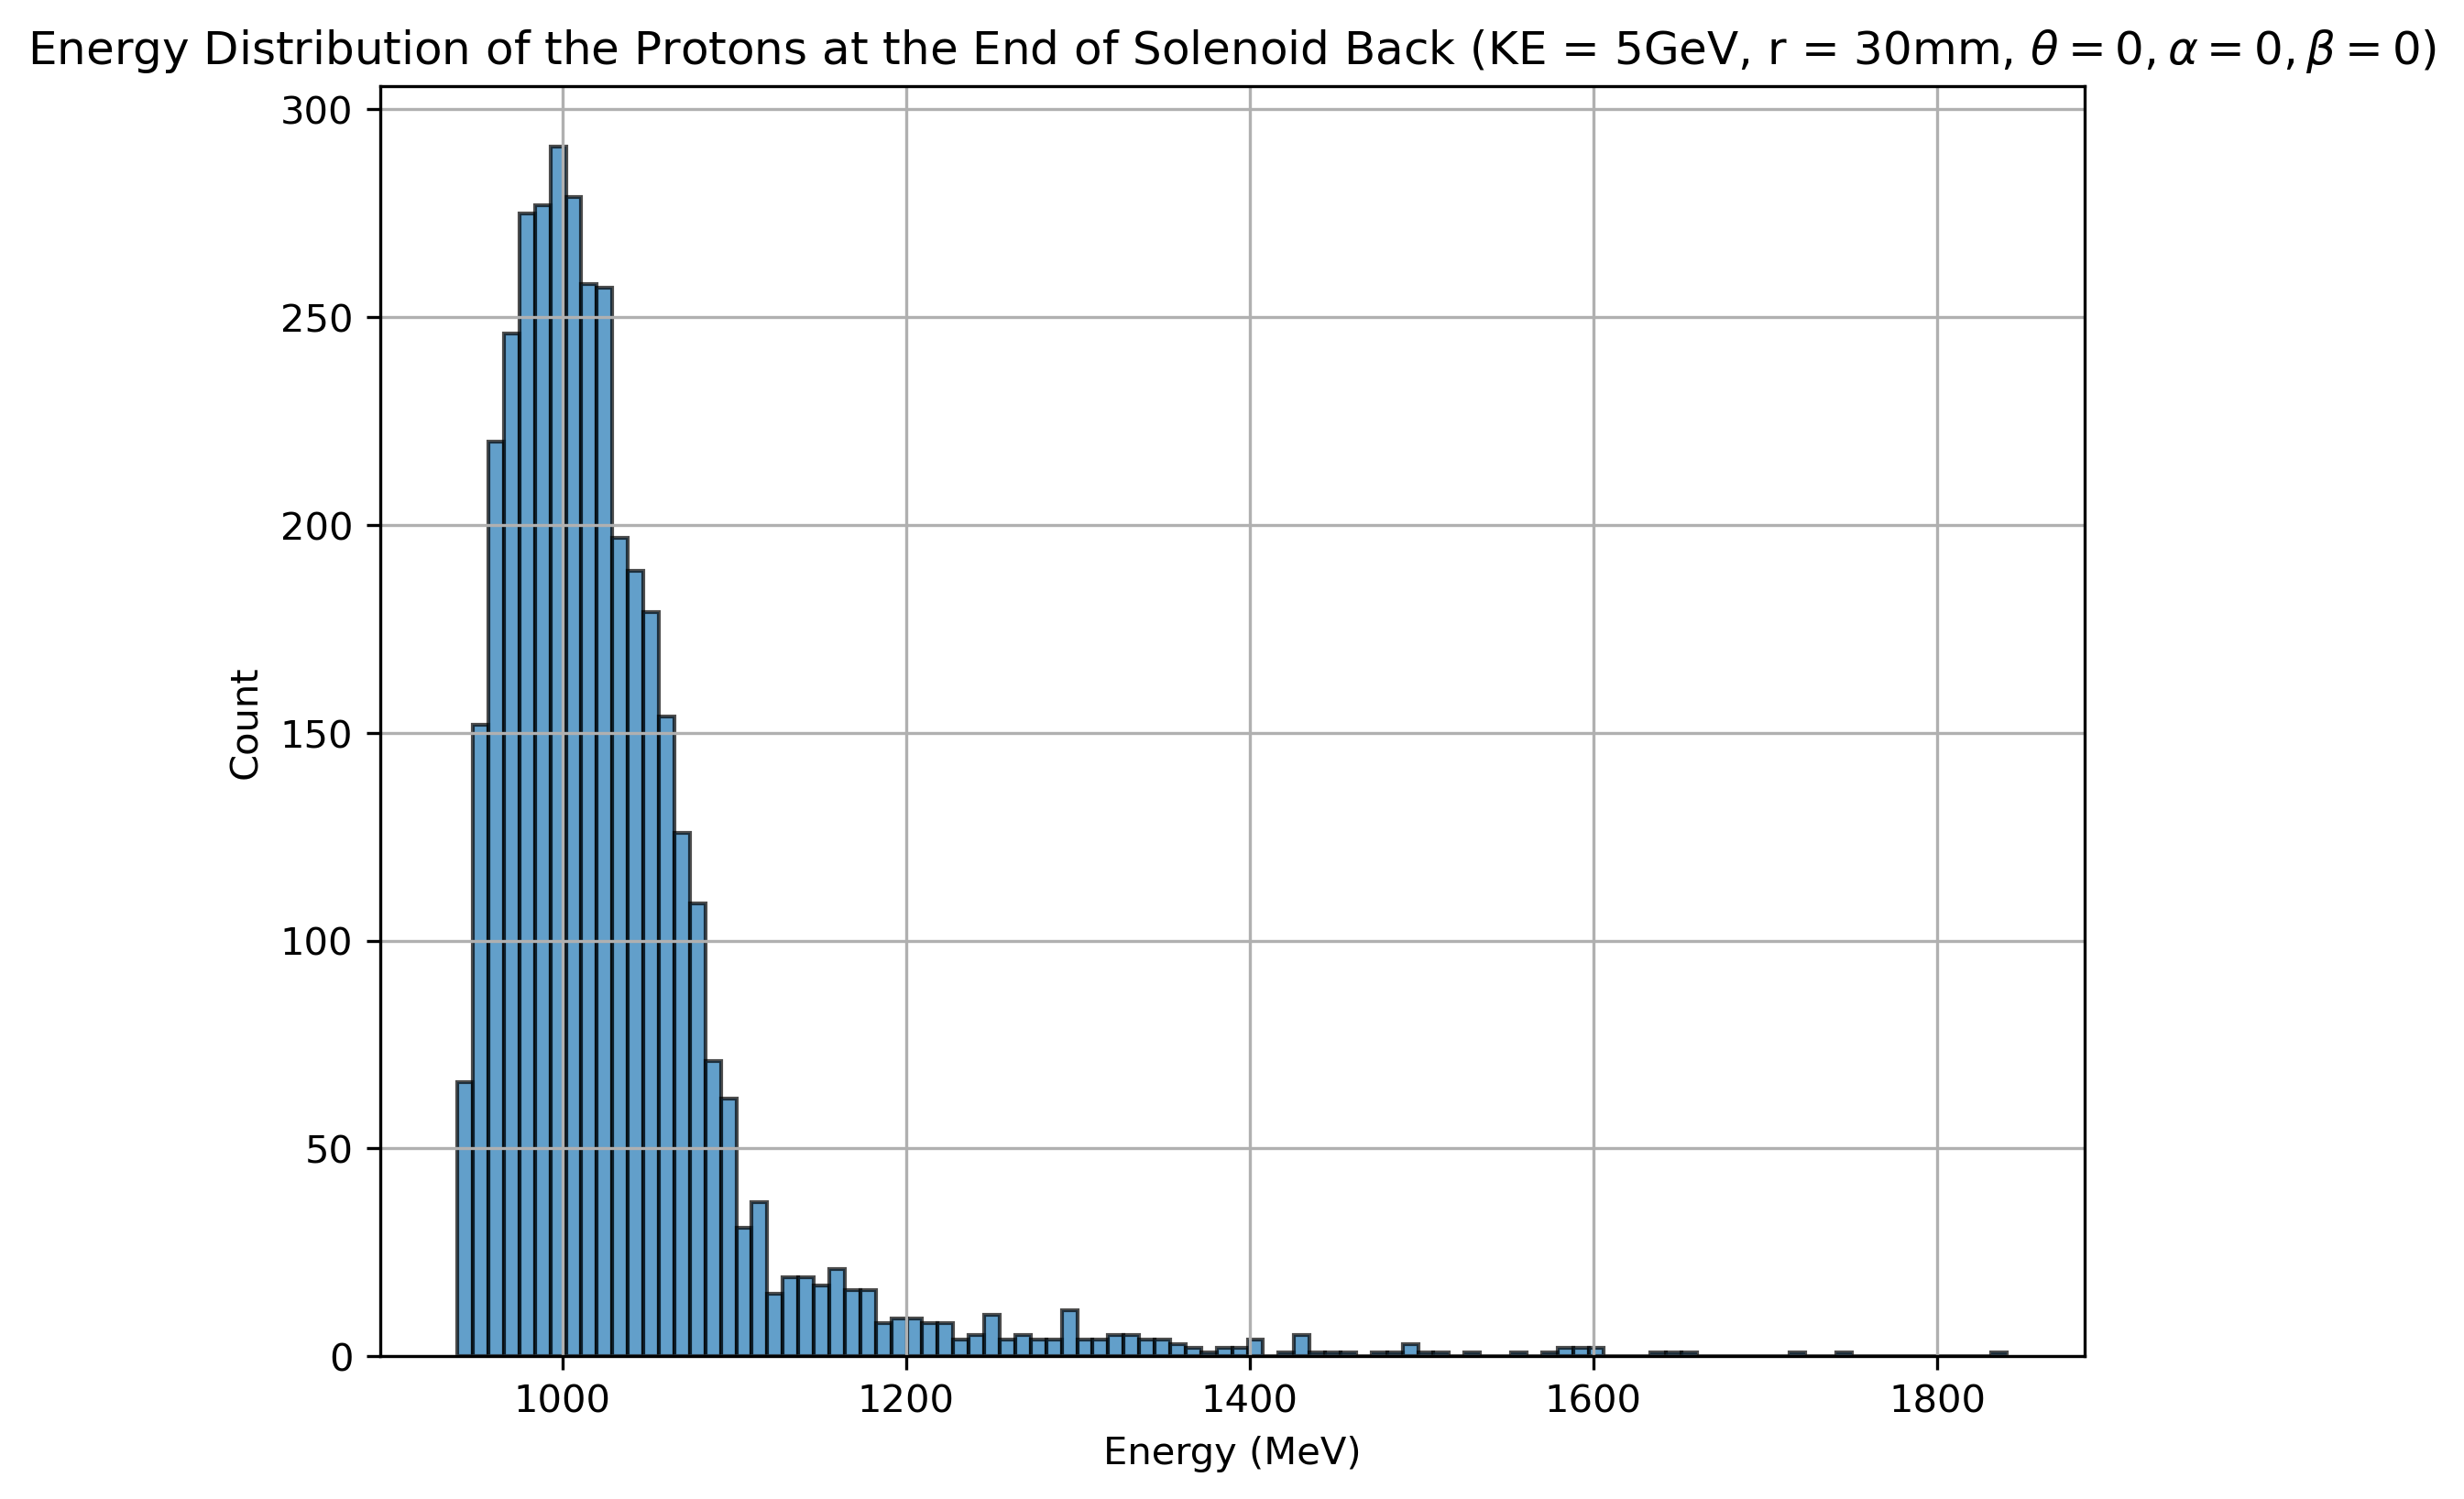 Energy Distribution of the Protons at the End of Solenoid Back (KE = 5GeV, r = 30mm, θ = 0, α = 0, β = 0)
300
250
200
150
100
50
0
Count
1000 1200 1400 1600 1800
Energy (MeV)